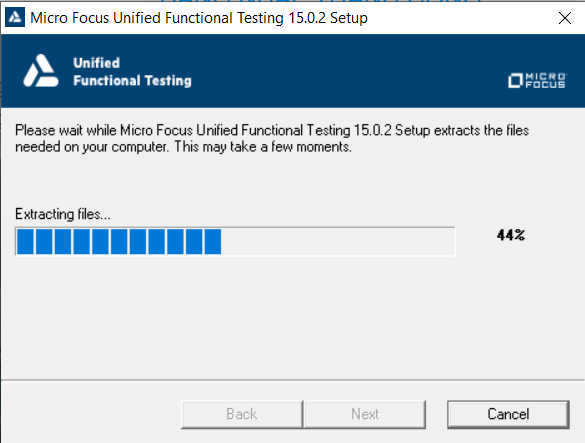 Micro Focus Unified Functional Testing 15.0.2 Setup
Unified
Functional Testing
MICRO
FOCUS
Please wait while Micro Focus Unified Functional Testing 15.0.2 Setup extracts the files
needed on your computer. This may take a few moments.
Extracting files...
44%
Back
Next
Cancel